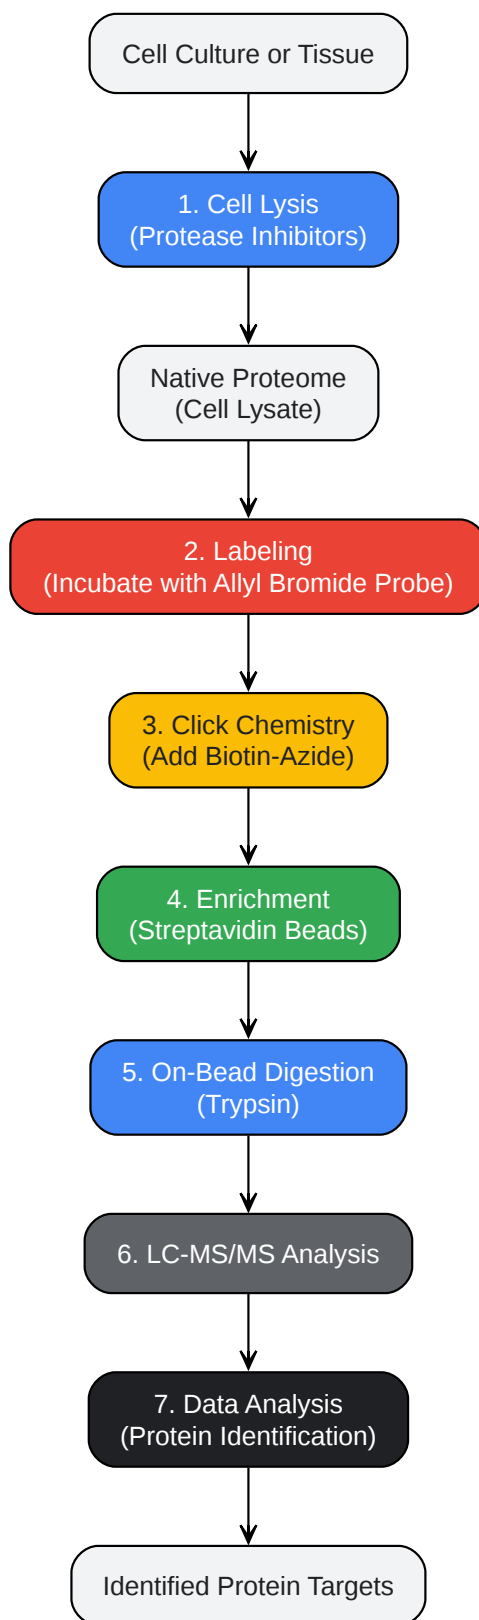 Cell Culture or Tissue
1. Cell Lysis
(Protease Inhibitors)
Native Proteome
(Cell Lysate)
2. Labeling
(Incubate with Allyl Bromide Probe)
3. Click Chemistry
(Add Biotin-Azide)
4. Enrichment
(Streptavidin Beads)
5. On-Bead Digestion
(Trypsin)
6. LC-MS/MS Analysis
7. Data Analysis
(Protein Identification)
Identified Protein Targets